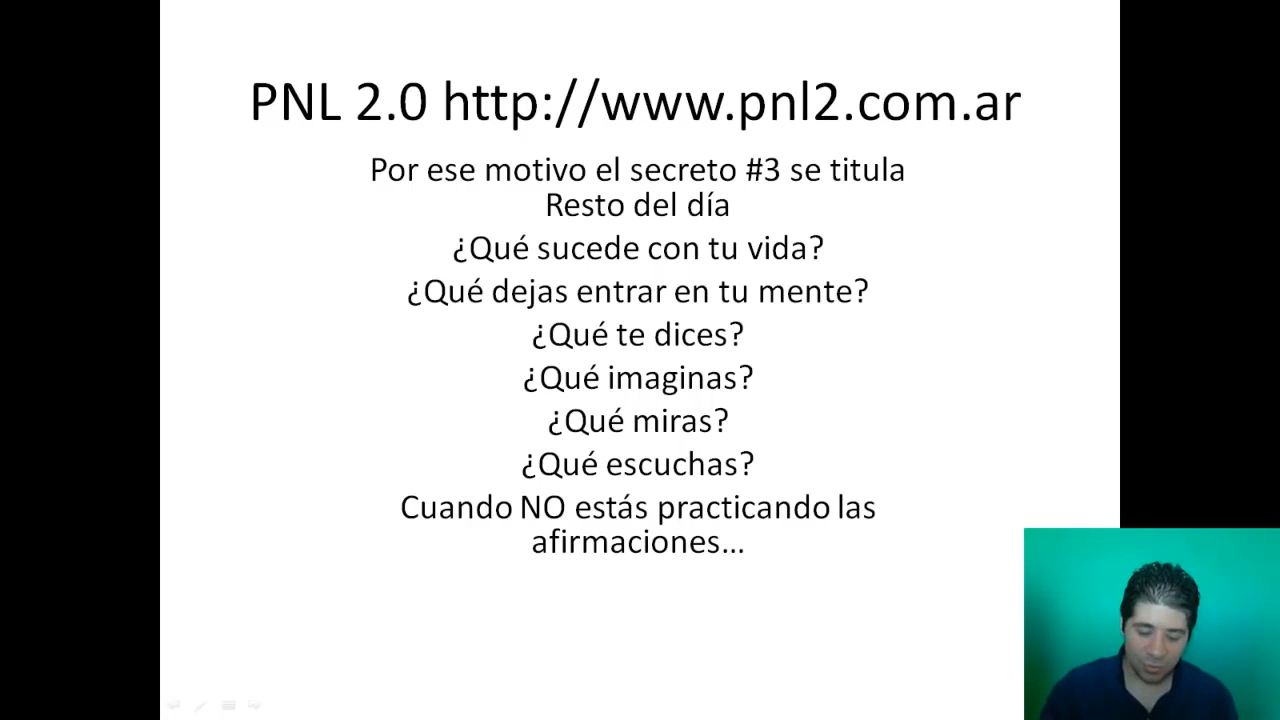 PNL 2.0 http://www.pnl2.com.ar
Por ese motivo el secreto #3 se titula
Resto del día
¿Qué sucede con tu vida?
¿Qué dejas entrar en tu mente?
¿Qué te dices?
¿Qué imaginas?
¿Qué miras?
¿Qué escuchas?
Cuando NO estás practicando las
afirmaciones...